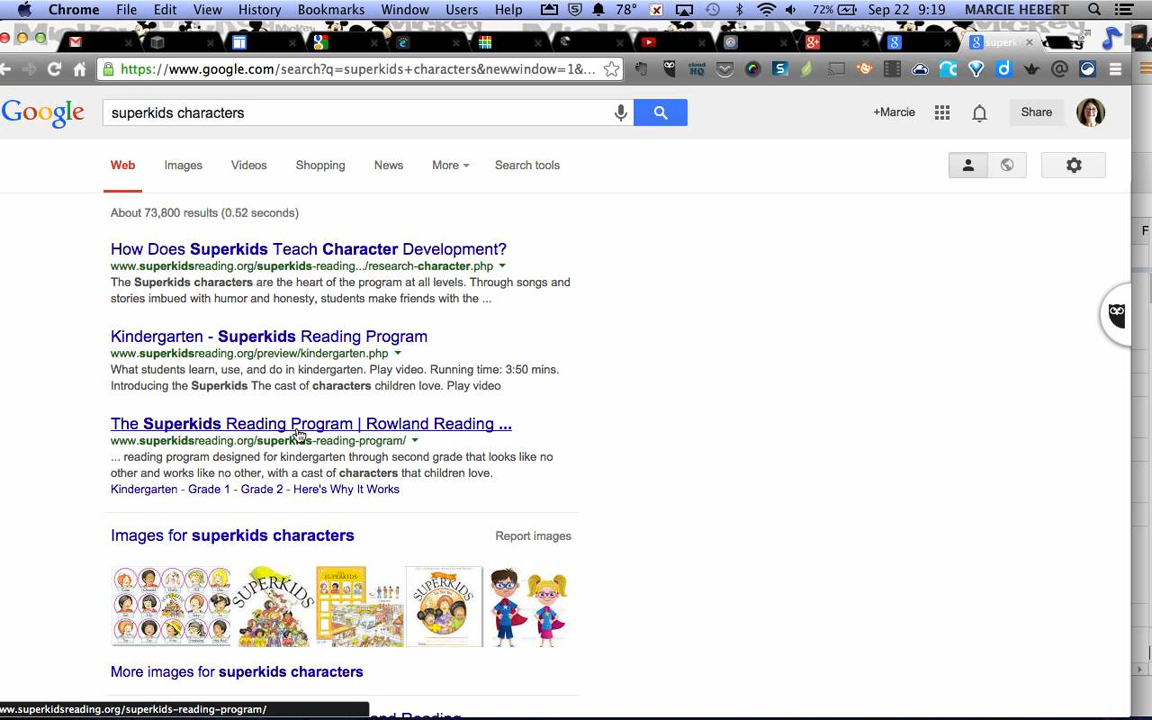 Chrome File Edit View History Bookmarks Window Users Help 78° 72% Sep 22 9:19 MARCIE HEBERT
https://www.google.com/search?q=superkids+characters&newwindow=1&...
Google superkids characters +Marcie Share
Web Images Videos Shopping News More Search tools
About 73,800 results (0.52 seconds)
How Does Superkids Teach Character Development?
www.superkidsreading.org/superkids-reading.../research-character.php
The Superkids characters are the heart of the program at all levels. Through songs and
stories imbued with humor and honesty, students make friends with the ...
Kindergarten - Superkids Reading Program
www.superkidsreading.org/preview/kindergarten.php
What students learn, use, and do in kindergarten. Play video. Running time: 3:50 mins.
Introducing the Superkids The cast of characters children love. Play video
The Superkids Reading Program | Rowland Reading ...
www.superkidsreading.org/superkids-reading-program/
... reading program designed for kindergarten through second grade that looks like no
other and works like no other, with a cast of characters that children love.
Kindergarten - Grade 1 - Grade 2 - Here's Why It Works
Images for superkids characters Report images
SUPERKIDS
SUPERKIDS
SUPERKIDS
More images for superkids characters
www.superkidsreading.org/superkids-reading-program/